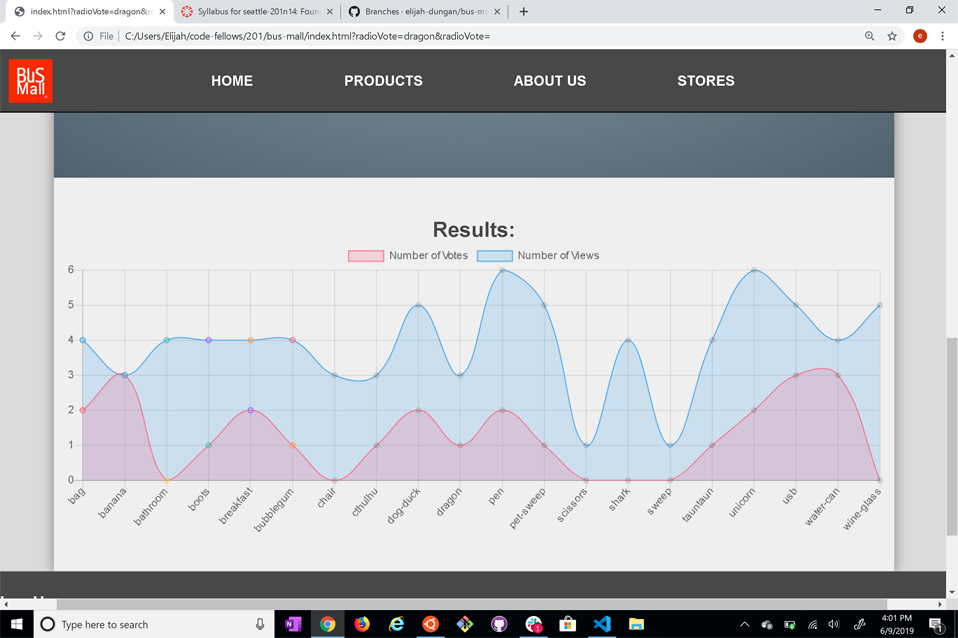 index.html?radioVote=dragon&r
Syllabus for seattle-201n14: Foun
Branches · elijah-dungan/bus-m
File
C:/Users/Elijah/code-fellows/201/bus-mall/index.html?radioVote=dragon&radioVote=
e
BUS Mall
HOME PRODUCTS ABOUT US STORES
Results:
Number of Votes Number of Views
6
5
4
3
2
1
0
bag banana bathroom boots breakfast bubblegum chair cthulhu dog-duck dragon pen pet-sweep scissors shark sweep tauntaun unicorn usb water-can wine-glass
Type here to search
4:01 PM
6/9/2019